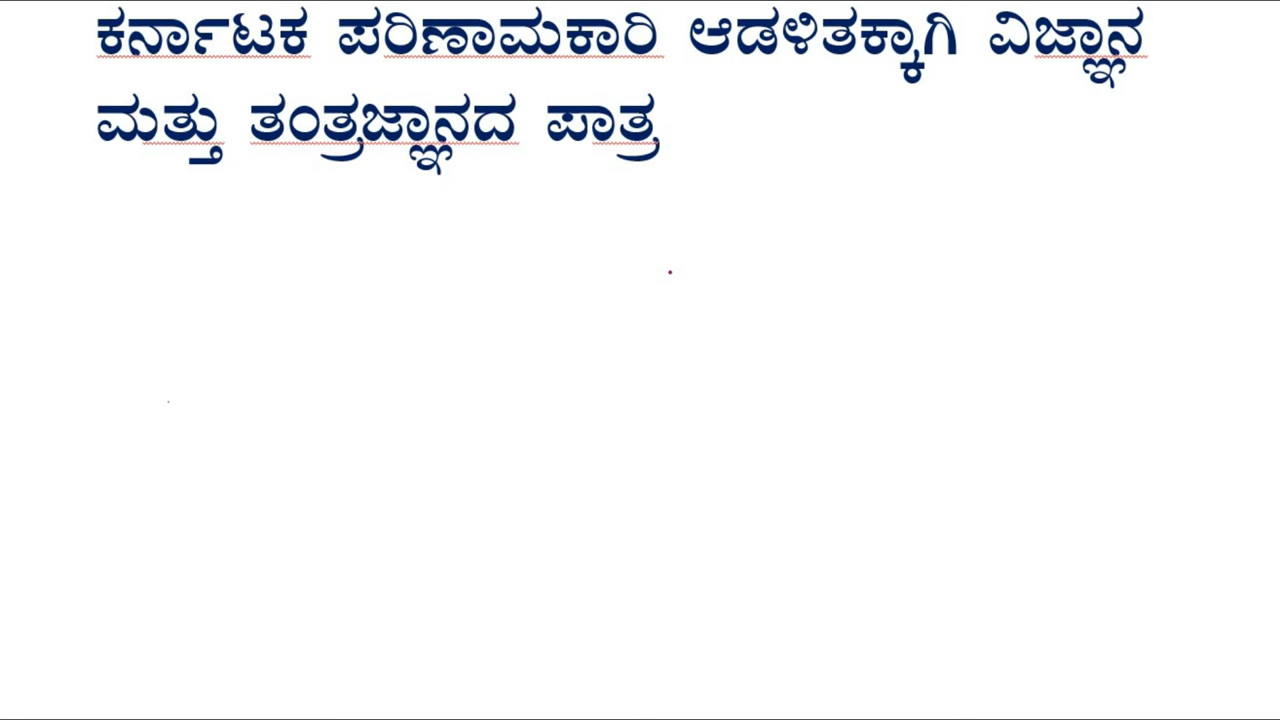 ಕರ್ನಾಟಕ ಪರಿಣಾಮಕಾರಿ ಆಡಳಿತಕ್ಕಾಗಿ ವಿಜ್ಞಾನ
ಮತ್ತು ತಂತ್ರಜ್ಞಾನದ ಪಾತ್ರ